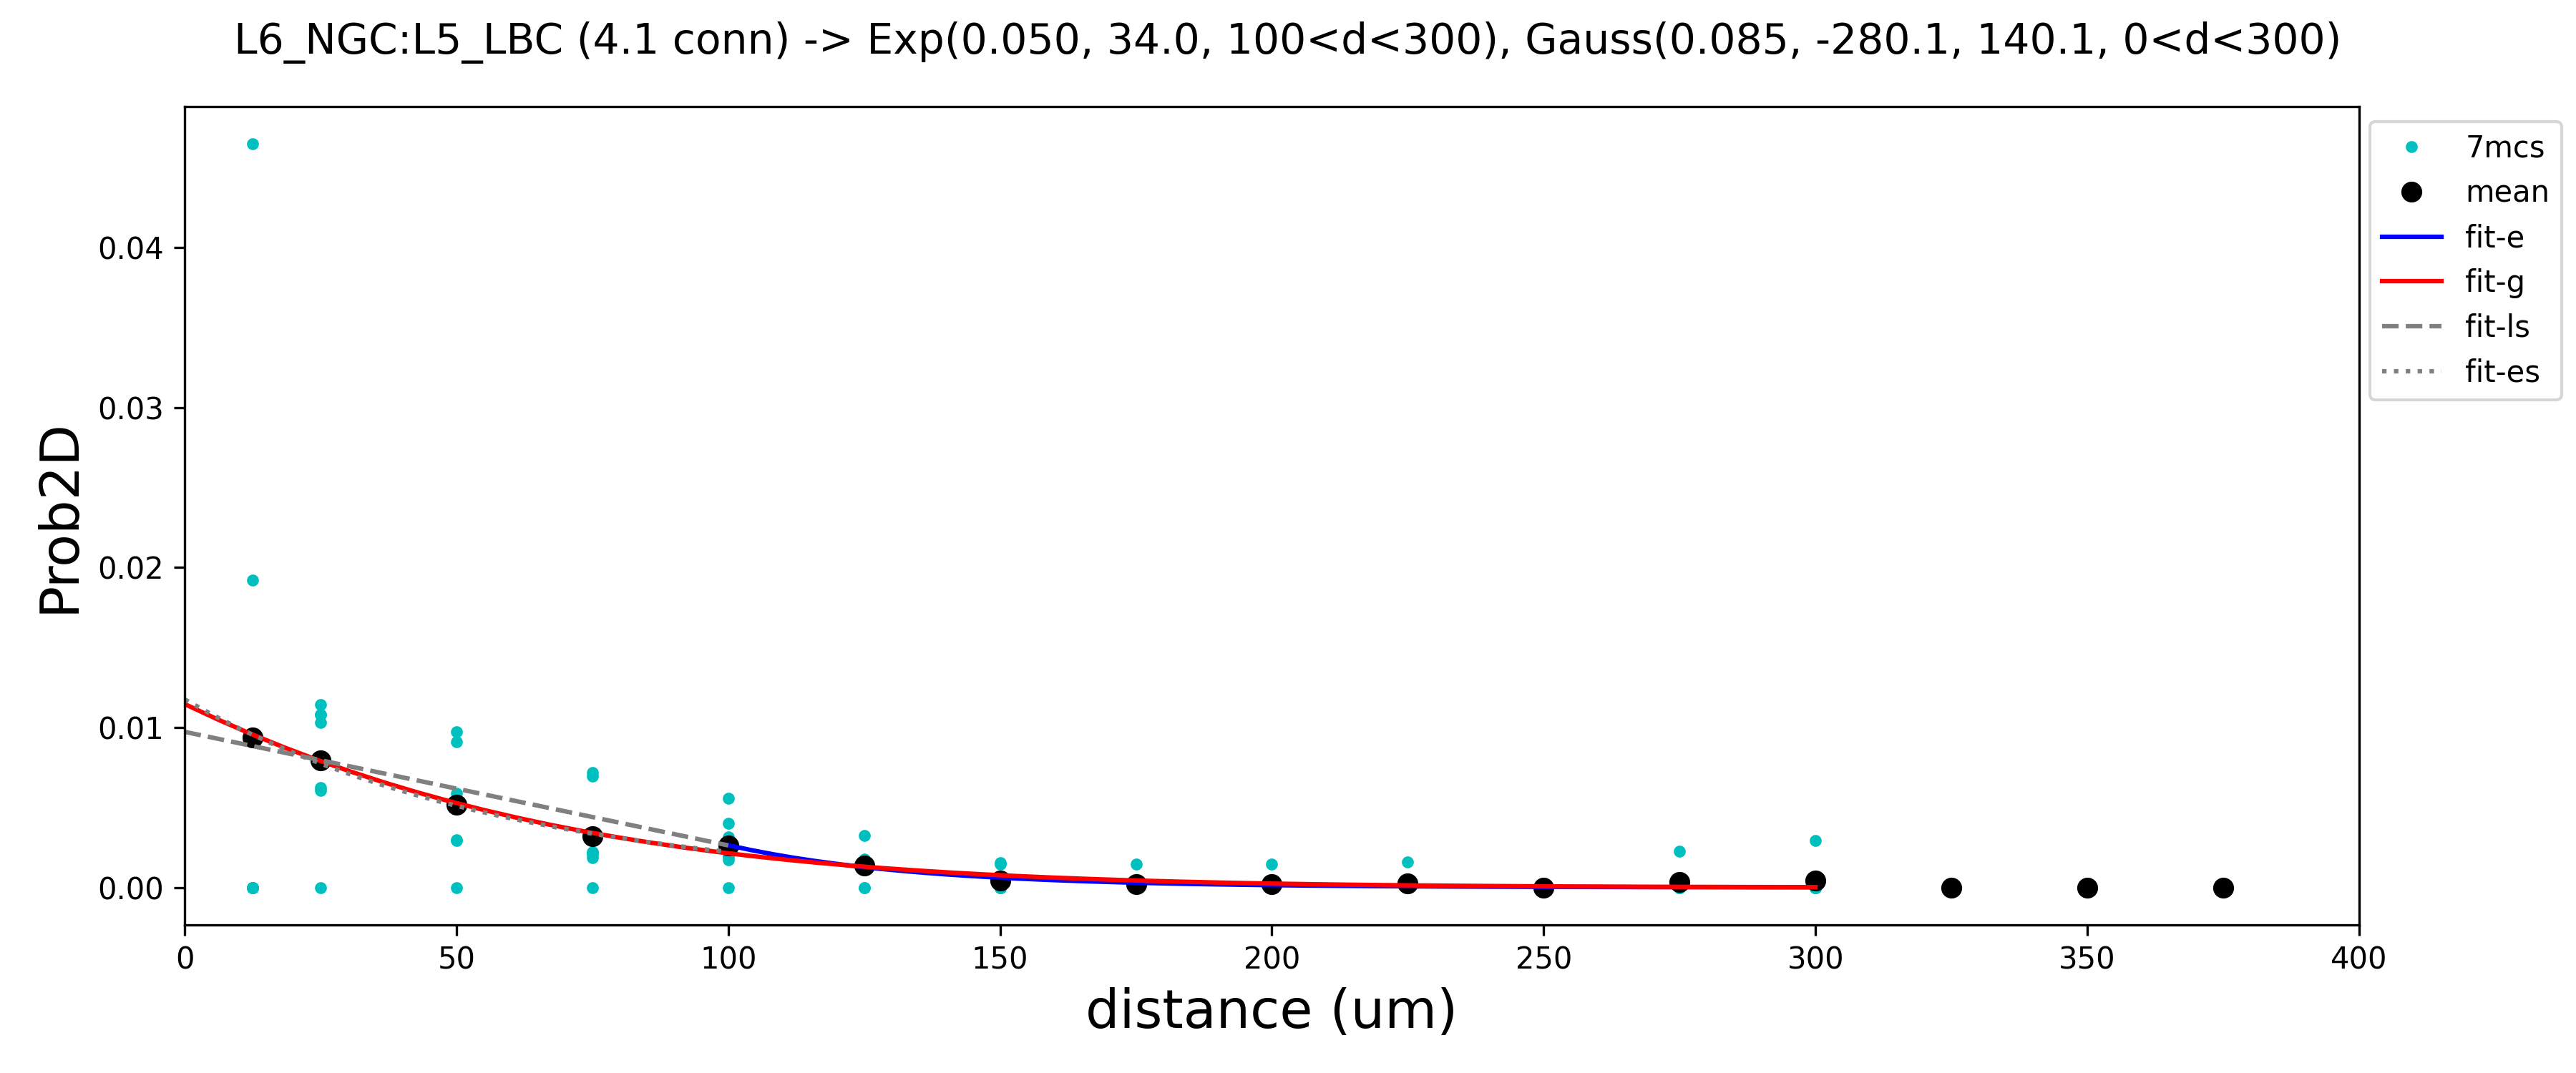 L6_NGC:L5_LBC (4.1 conn) -> Exp(0.050, 34.0, 100<d<300), Gauss(0.085, -280.1, 140.1, 0<d<300)
7mcs
mean
fit-e
fit-g
fit-ls
fit-es
Prob2D
0.04
0.03
0.02
0.01
0.00
0
50
100
150
200
250
300
350
400
distance (um)